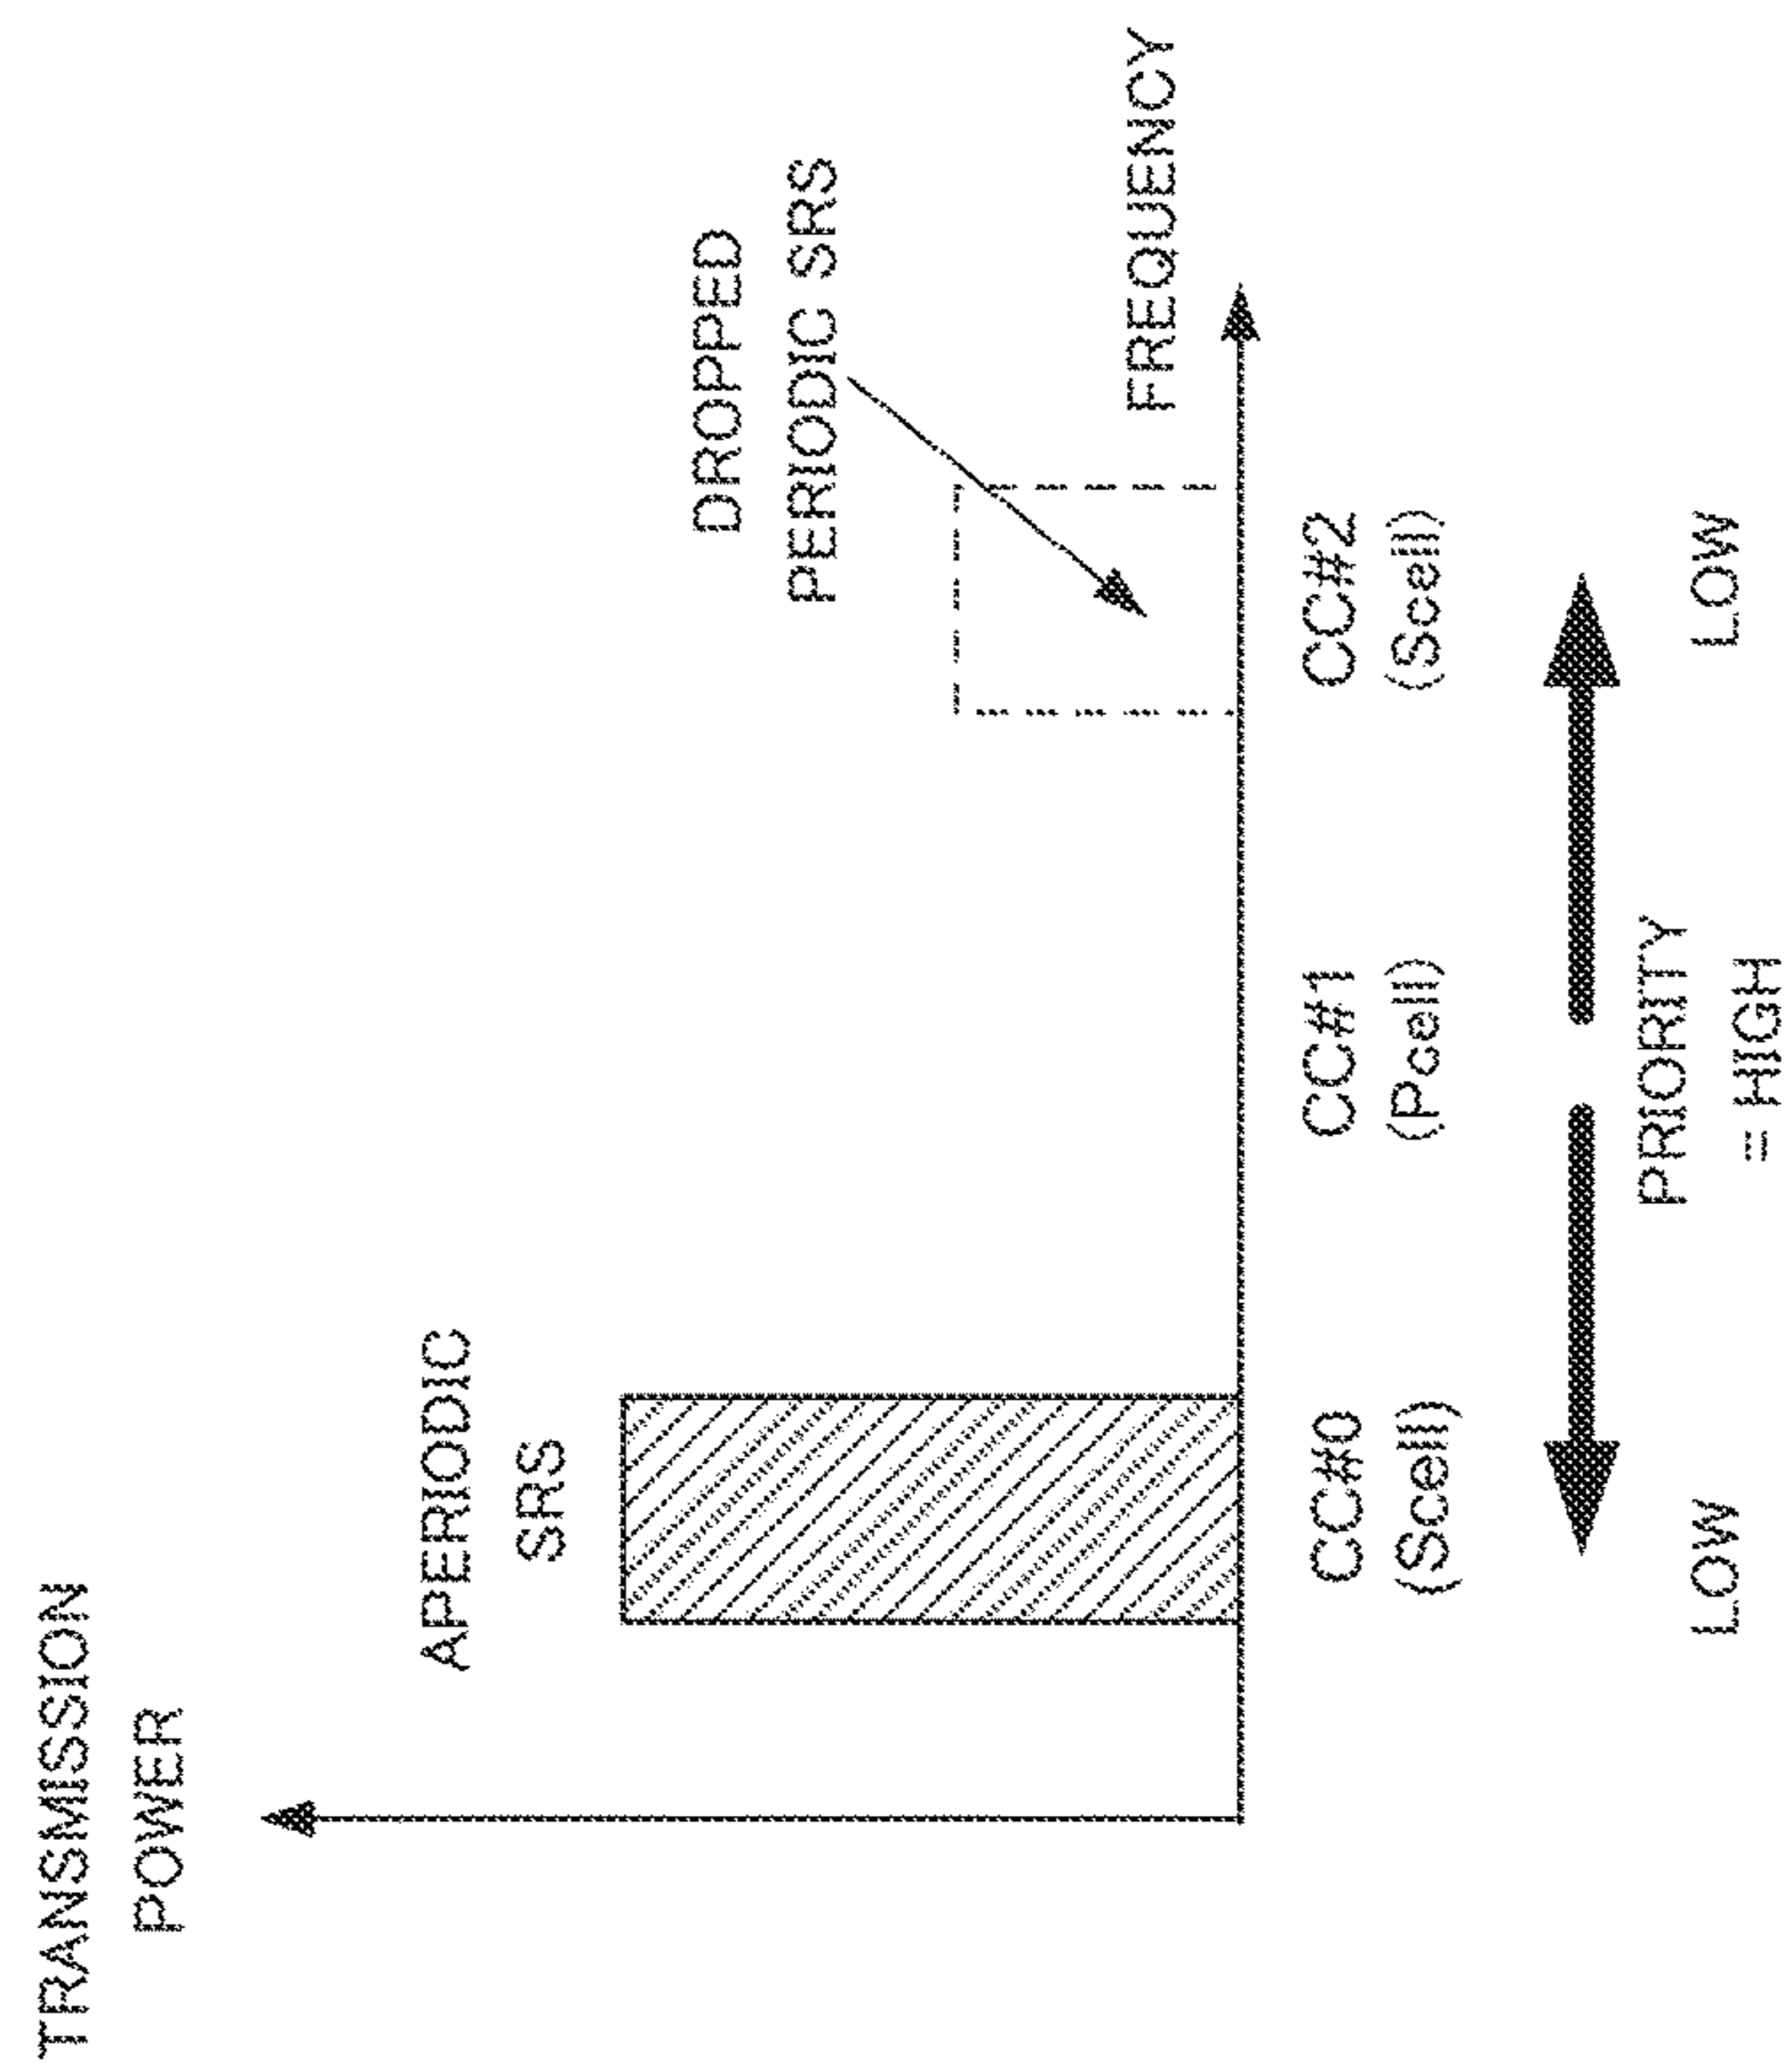 TRANSMISSION
POWER
APERIODIC
SRS
DROPPED
PERIODIC SRS
FREQUENCY
CC#0
(Scell)
CC#1
(Pcell)
CC#2
(Scell)
LOW
PRIORITY
= HIGH
LOW